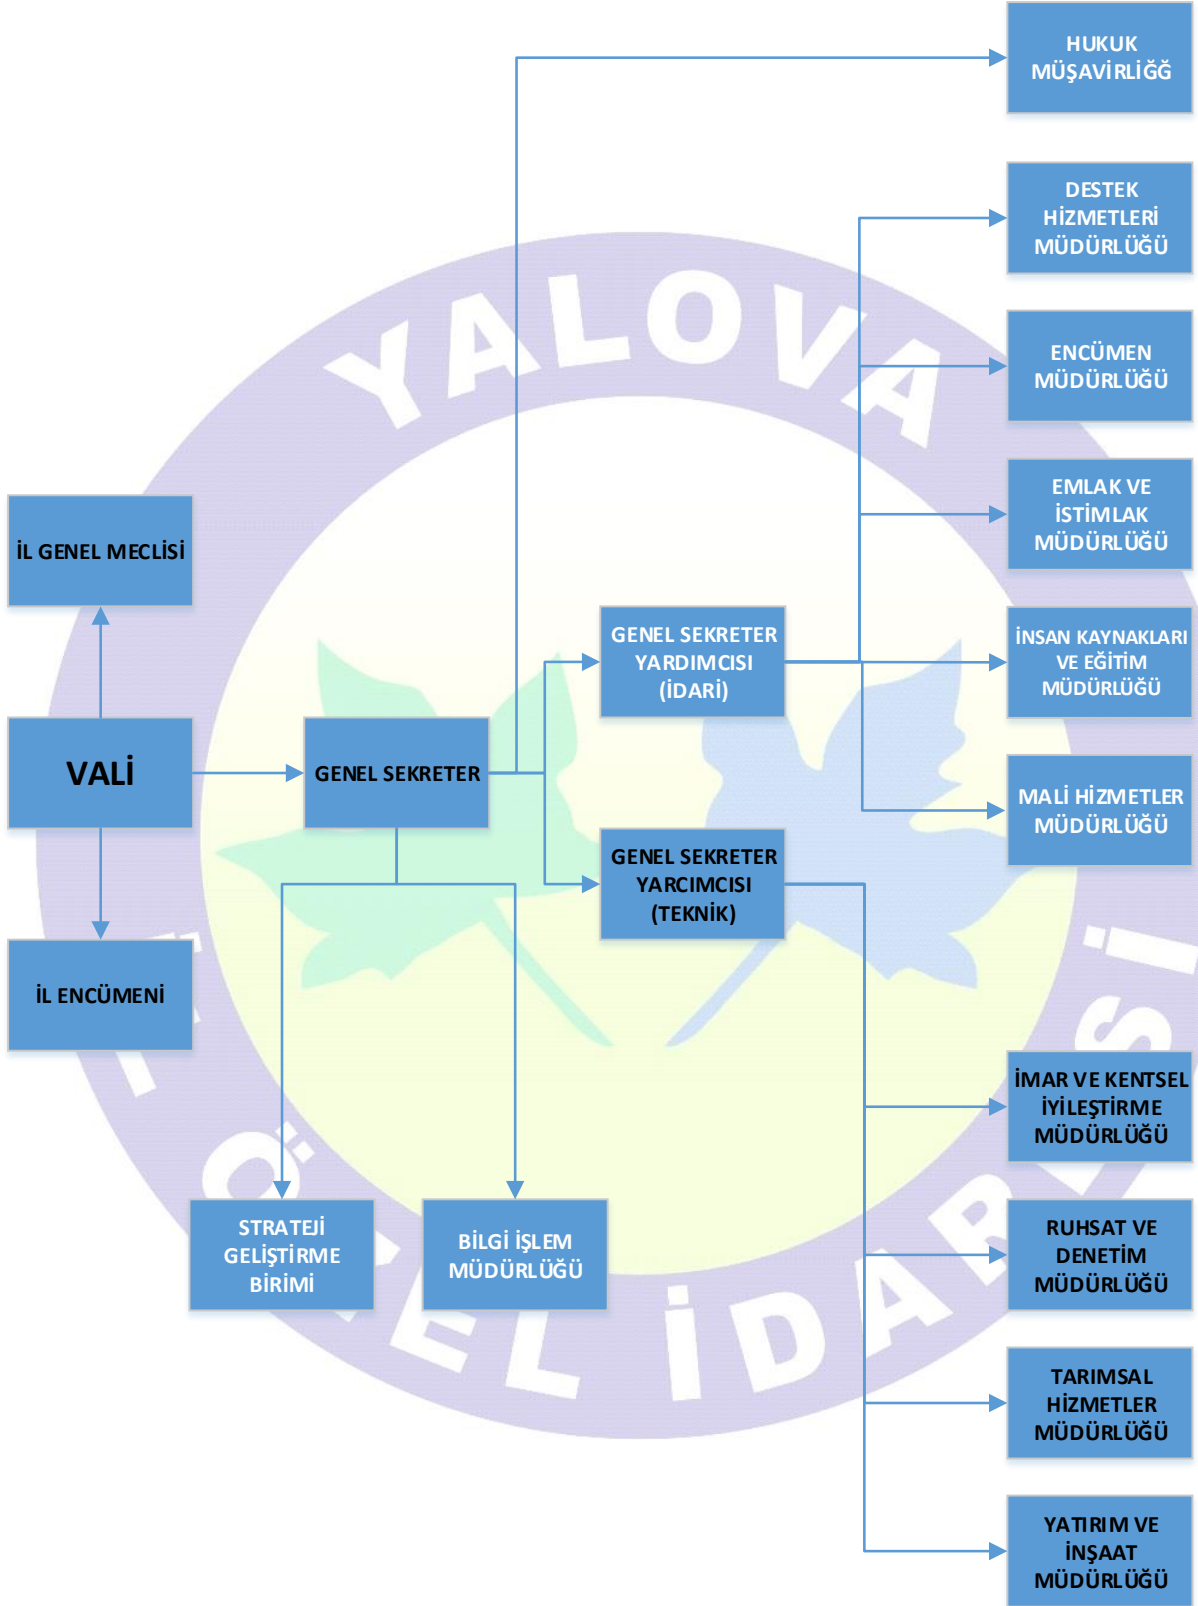 HUKUK
MÜŞAVİRLİĞĞ
DESTEK
HİZMETLERİ
MÜDÜRLÜĞÜ
ENCÜMEN
MÜDÜRLÜĞÜ
EMLAK VE
İSTİMLAK
MÜDÜRLÜĞÜ
İL GENEL MECLİSİ
GENEL SEKRETER
YARDIMCISI
(İDARİ)
İNSAN KAYNAKLARI
VE EĞİTİM
MÜDÜRLÜĞÜ
VALİ
GENEL SEKRETER
MALİ HİZMETLER
MÜDÜRLÜĞÜ
GENEL SEKRETER
YARCIMCISI
(TEKNİK)
İL ENCÜMENİ
İMAR VE KENTSEL
İYİLEŞTİRME
MÜDÜRLÜĞÜ
STRATEJİ
GELİŞTİRME
BİRİMİ
BİLGİ İŞLEM
MÜDÜRLÜĞÜ
RUHSAT VE
DENETİM
MÜDÜRLÜĞÜ
TARIMSAL
HİZMETLER
MÜDÜRLÜĞÜ
YATIRIM VE
İNŞAAT
MÜDÜRLÜĞÜ
YALOVA
İDARESİ